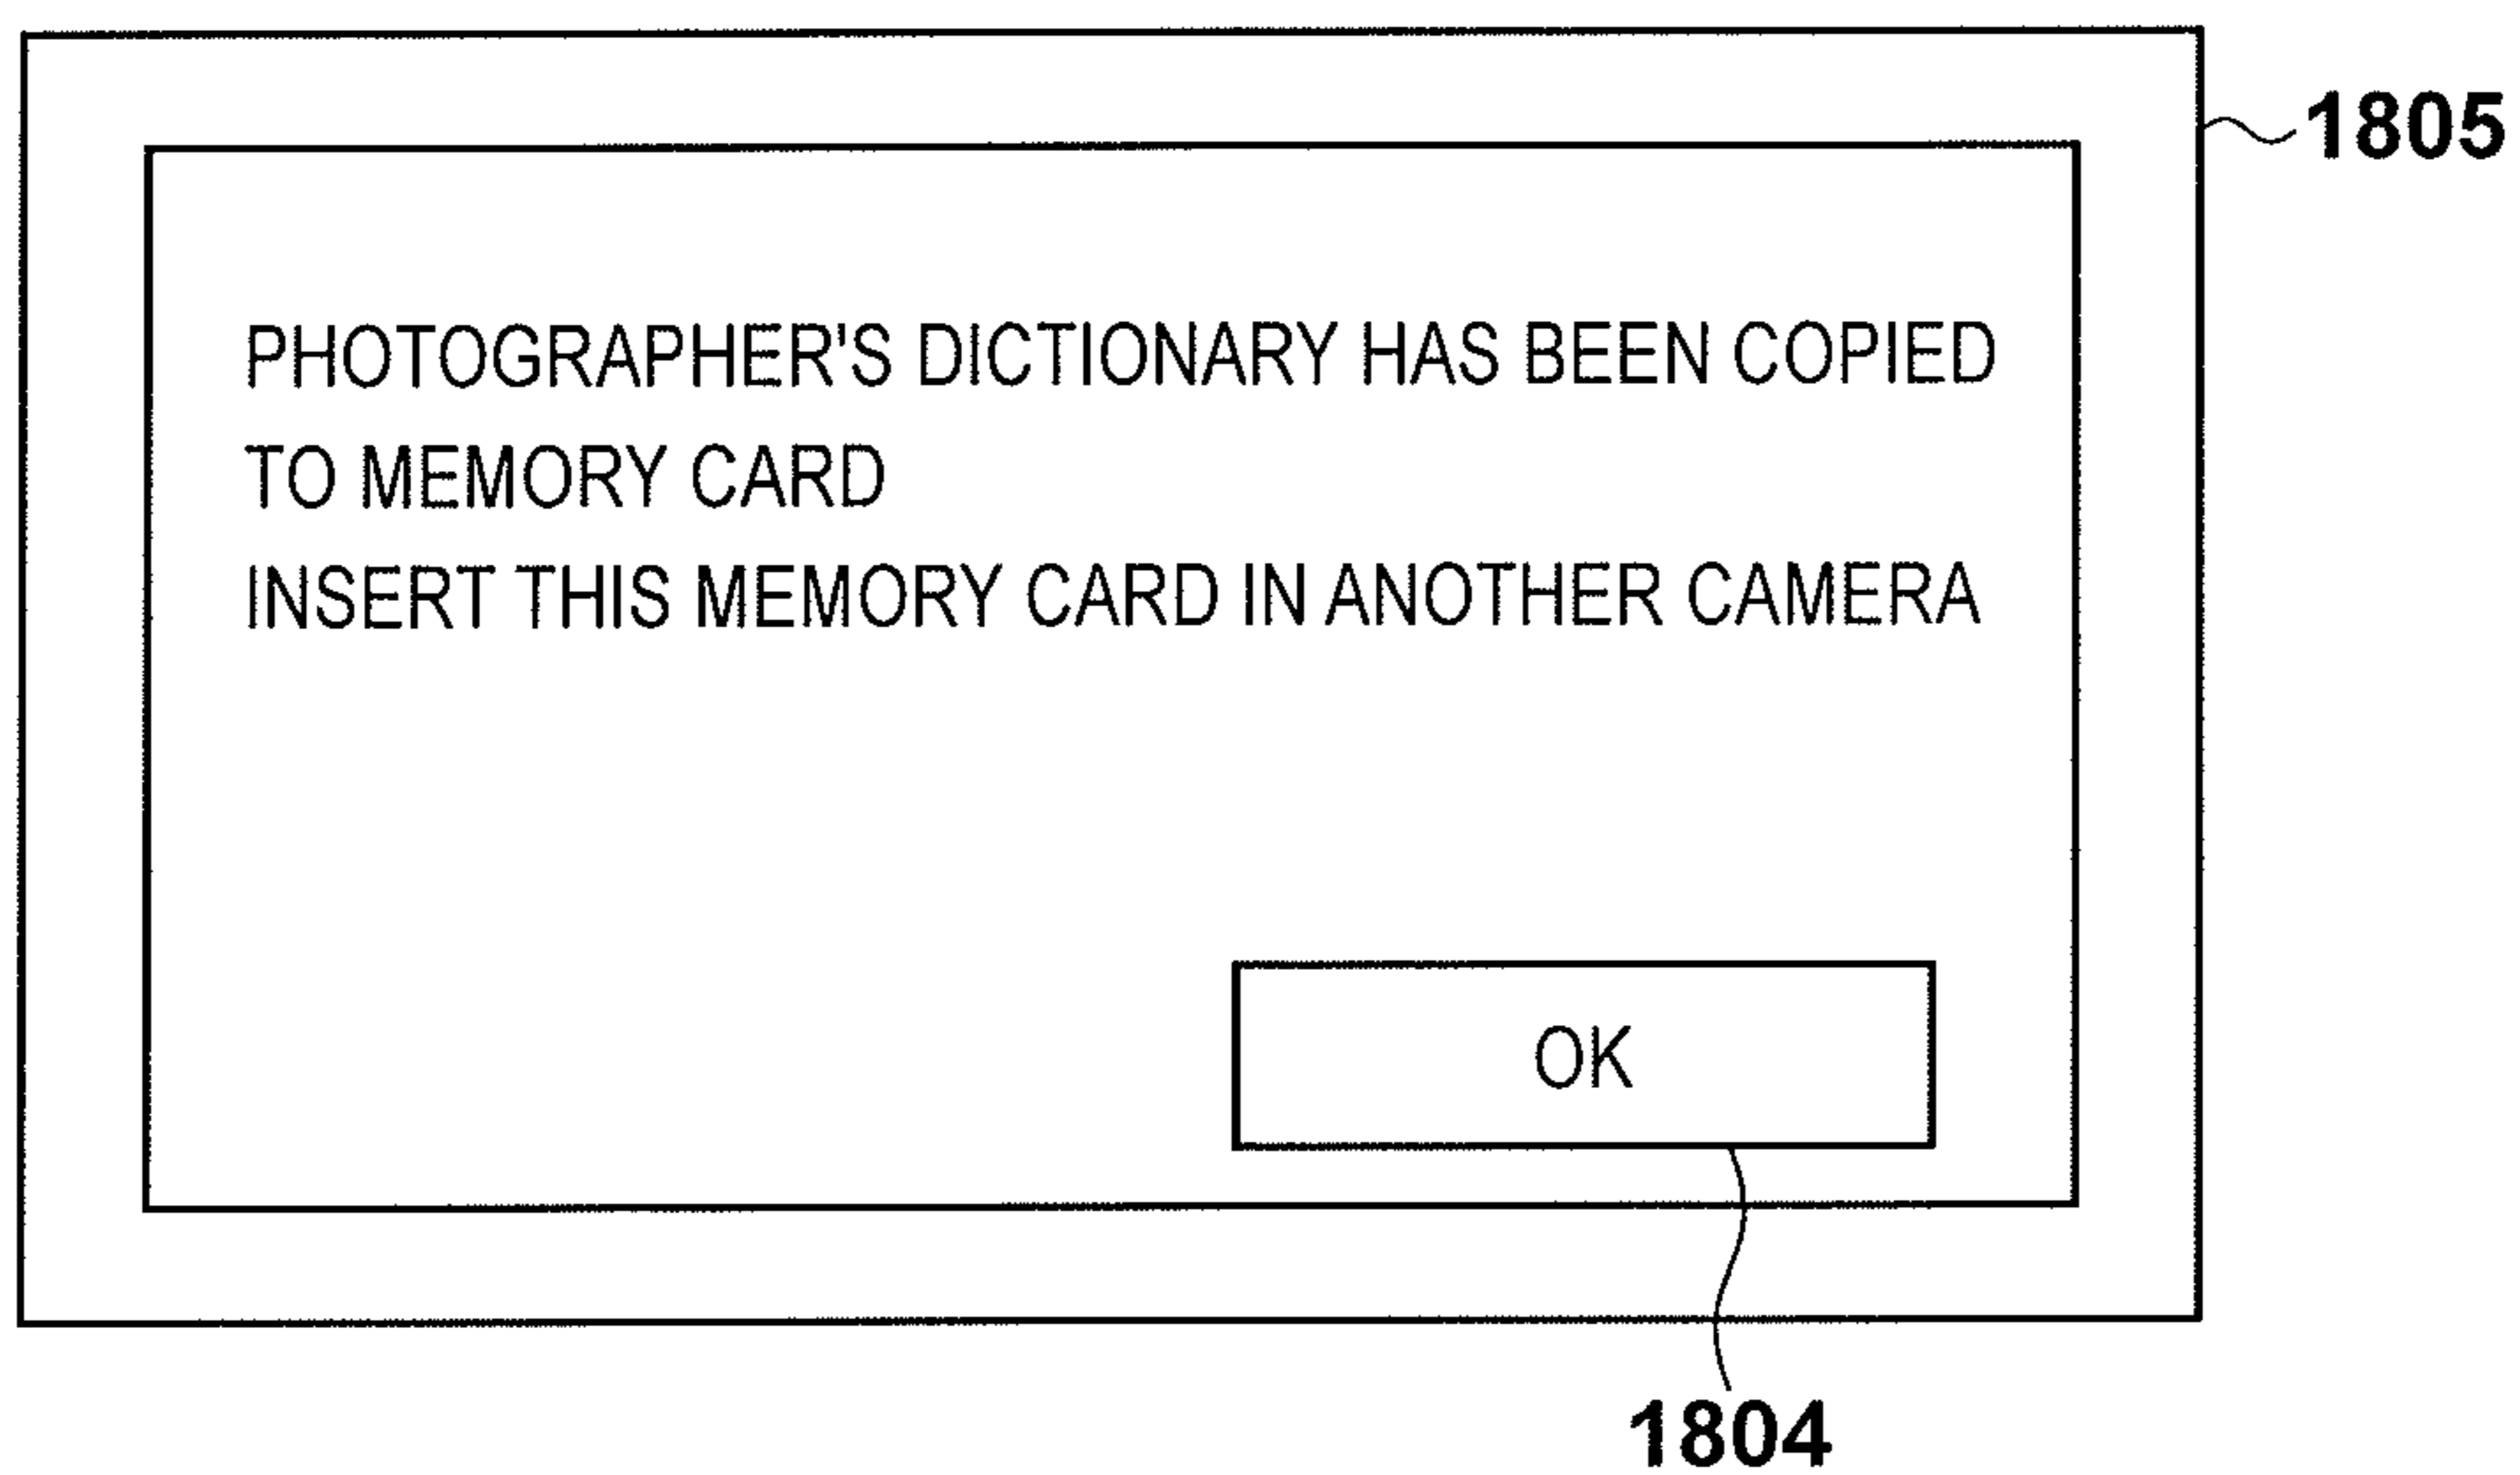 1805
PHOTOGRAPHER'S DICTIONARY HAS BEEN COPIED
TO MEMORY CARD
INSERT THIS MEMORY CARD IN ANOTHER CAMERA
OK
1804